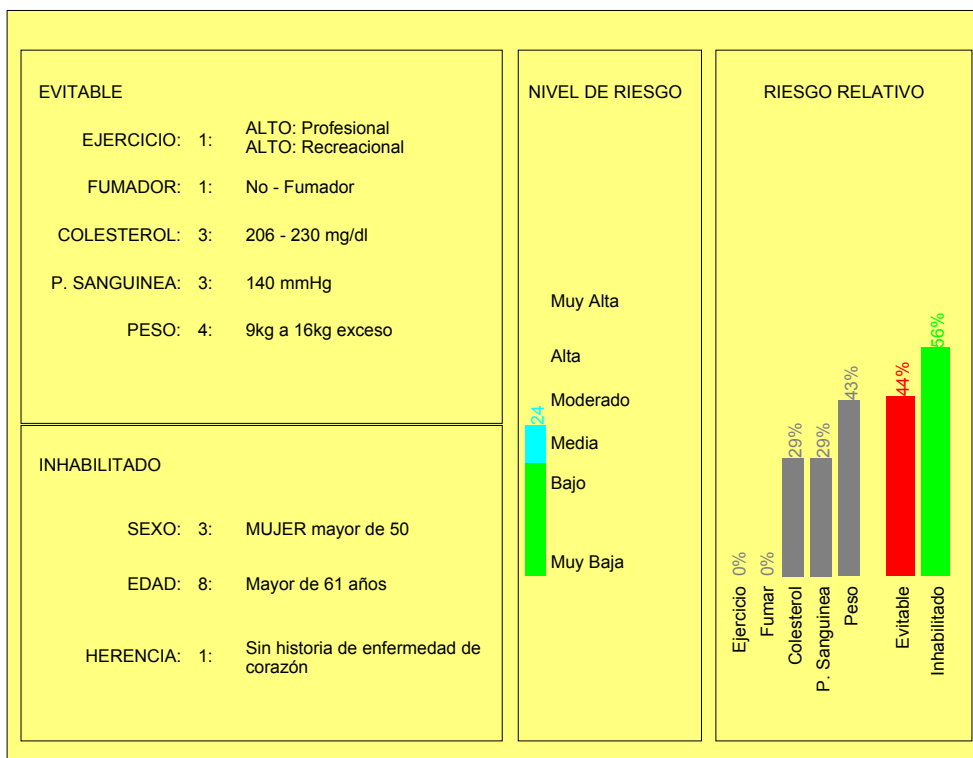 EVITABLE
EJERCICIO: 1: ALTO: Profesional
ALTO: Recreacional
FUMADOR: 1: No - Fumador
COLESTEROL: 3: 206 - 230 mg/dl
P. SANGUINEA: 3: 140 mmHg
PESO: 4: 9kg a 16kg exceso
INHABILITADO
SEXO: 3: MUJER mayor de 50
EDAD: 8: Mayor de 61 años
HERENCIA: 1: Sin historia de enfermedad de
corazón
NIVEL DE RIESGO
Muy Alta
Alta
Moderado
24
Media
Bajo
Muy Baja
RIESGO RELATIVO
0%
0%
29%
29%
43%
44%
56%
Ejercicio
Fumar
Colesterol
P. Sanguinea
Peso
Evitable
Inhabilitado